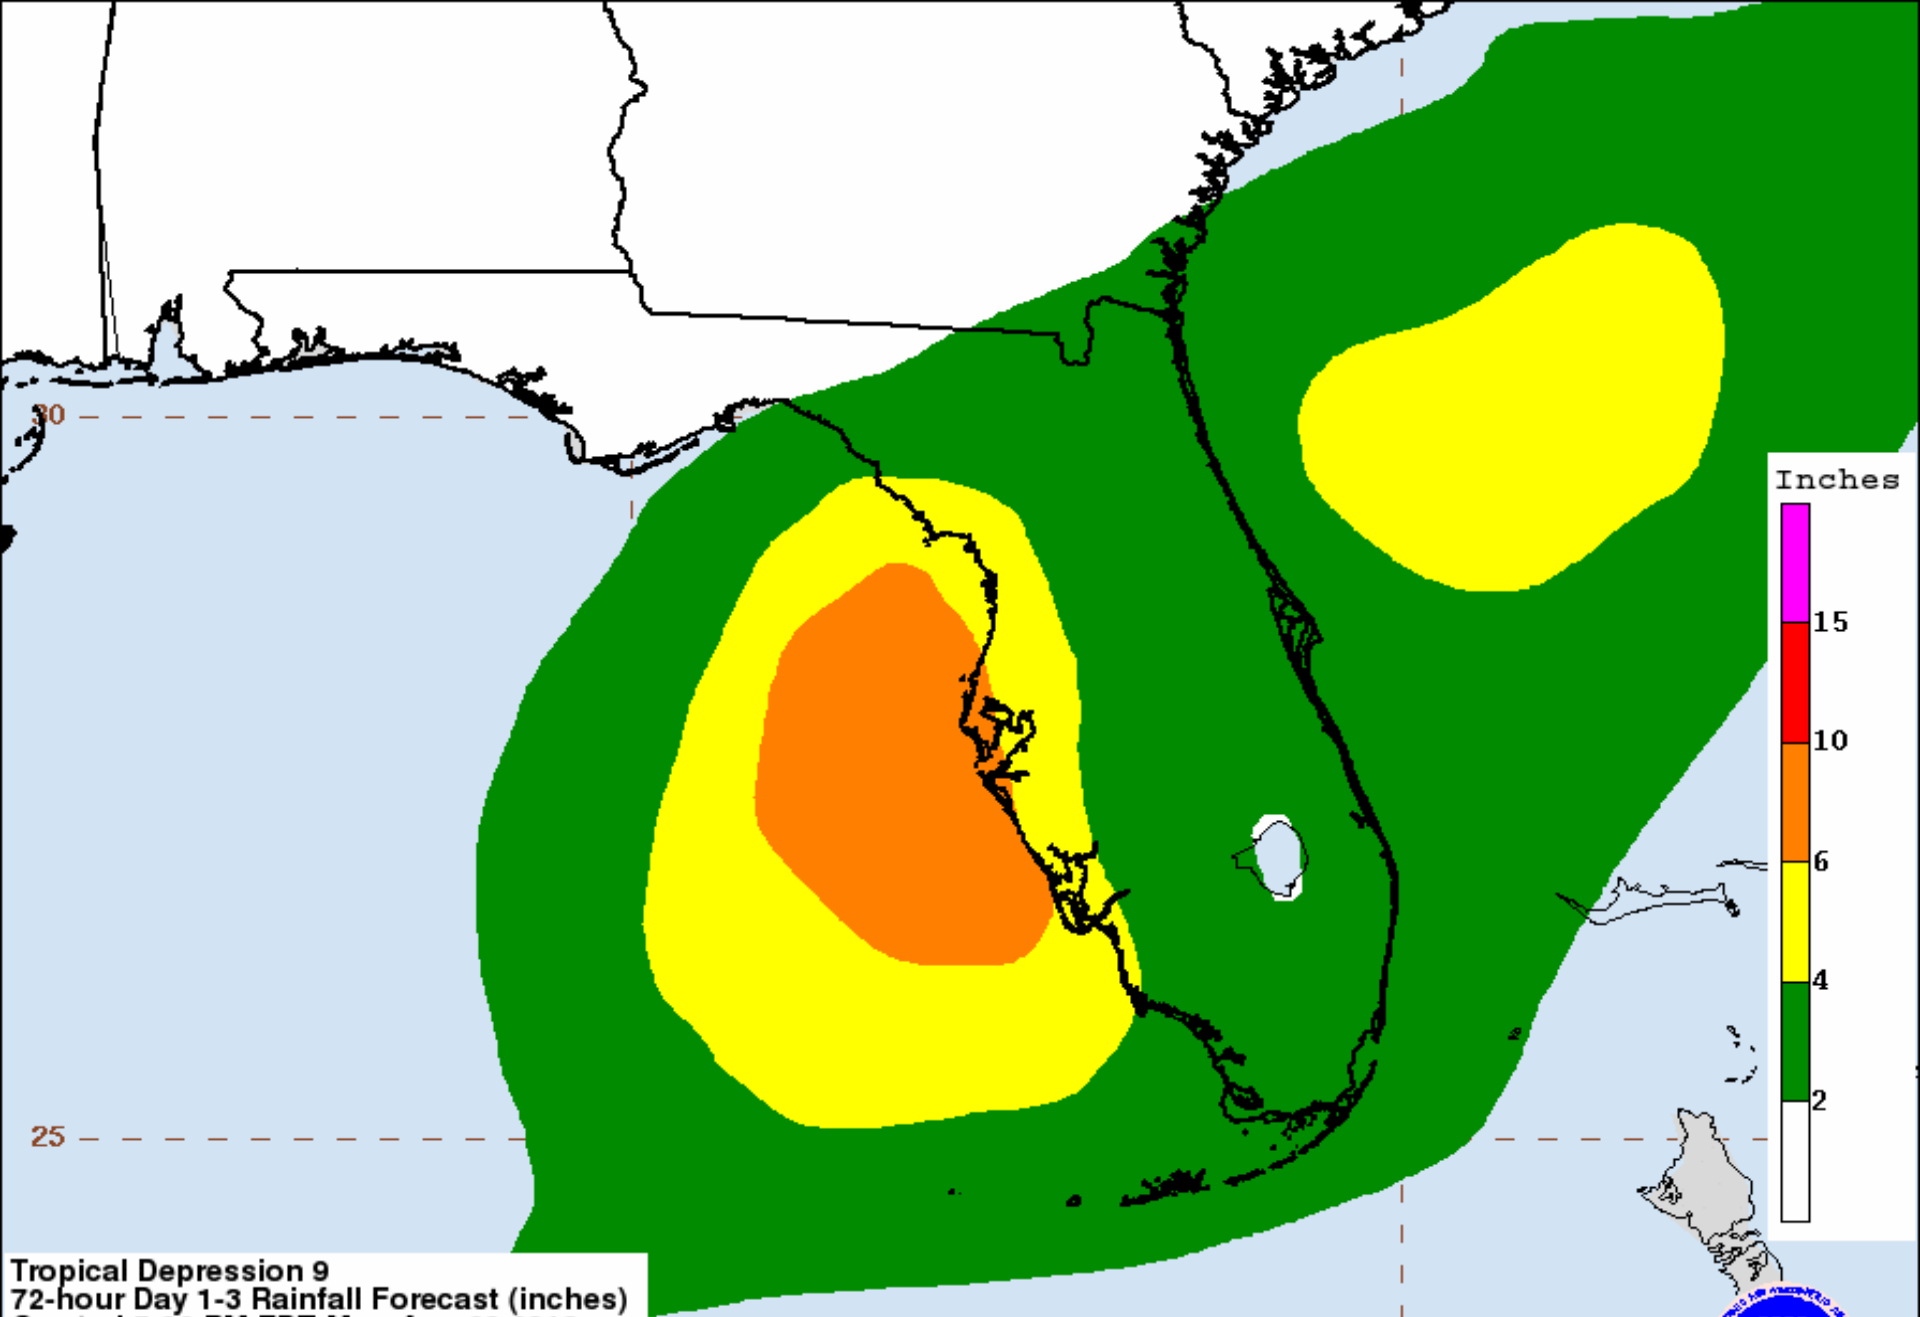 30
Inches
15
10
6
4
2
25
Tropical Depression 9
72-hour Day 1-3 Rainfall Forecast (inches)